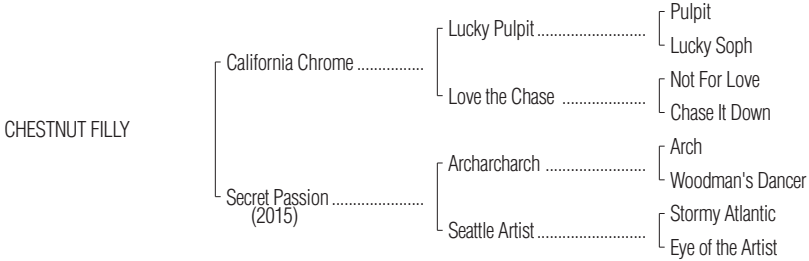 Pulpit
Lucky Pulpit ..........................
Lucky Soph
California Chrome ................
Not For Love
Love the Chase ....................
Chase It Down
CHESTNUT FILLY
Arch
Archarcharch ........................
Woodman's Dancer
Secret Passion ......................
(2015)
Stormy Atlantic
Seattle Artist ..........................
Eye of the Artist